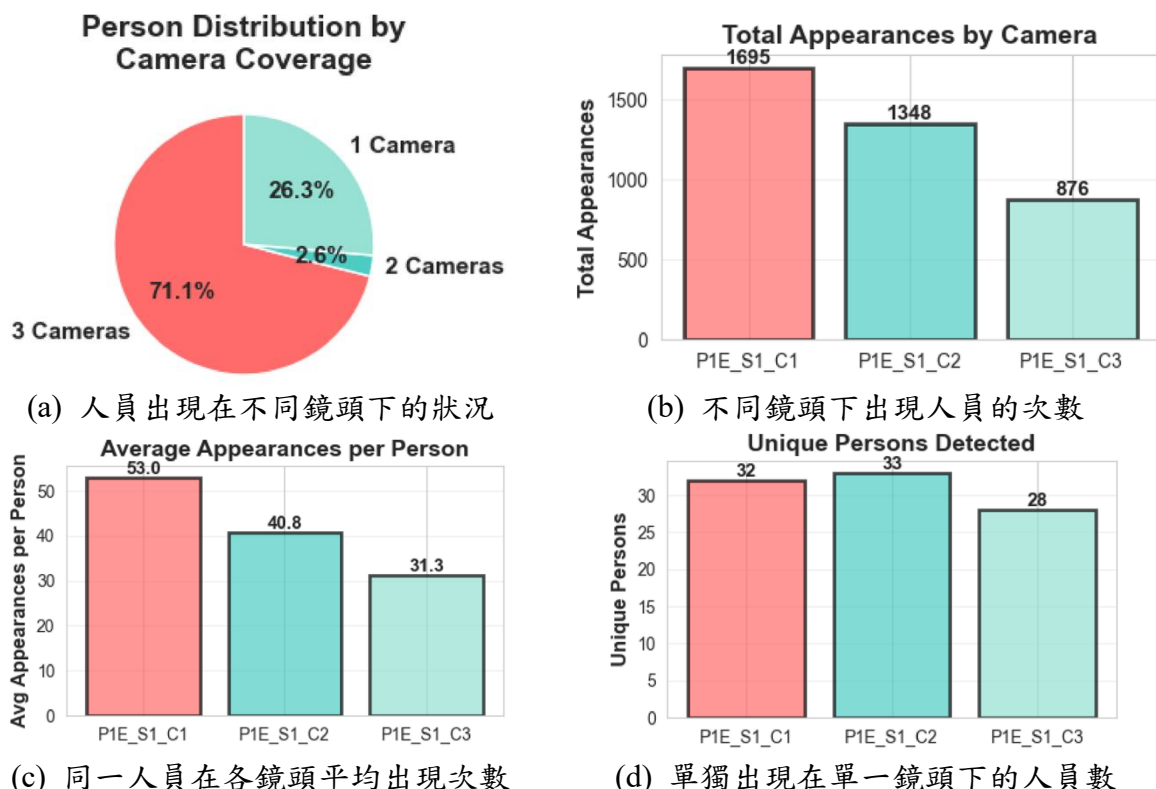 Person Distribution by
Camera Coverage
1 Camera
26.3%
2.6%
2 Cameras
71.1%
3 Cameras
(a) 人員出現在不同鏡頭下的狀況
Total Appearances by Camera
Total Appearances
1500
1000
500
0
1695
1348
876
P1E_S1_C1
P1E_S1_C2
P1E_S1_C3
(b) 不同鏡頭下出現人員的次數
Average Appearances per Person
Avg Appearances per Person
50
40
30
20
10
0
53.0
40.8
31.3
P1E_S1_C1
P1E_S1_C2
P1E_S1_C3
(c) 同一人員在各鏡頭平均出現次數
Unique Persons Detected
Unique Persons
30
25
20
15
10
5
0
32
33
28
P1E_S1_C1
P1E_S1_C2
P1E_S1_C3
(d) 單獨出現在單一鏡頭下的人員數